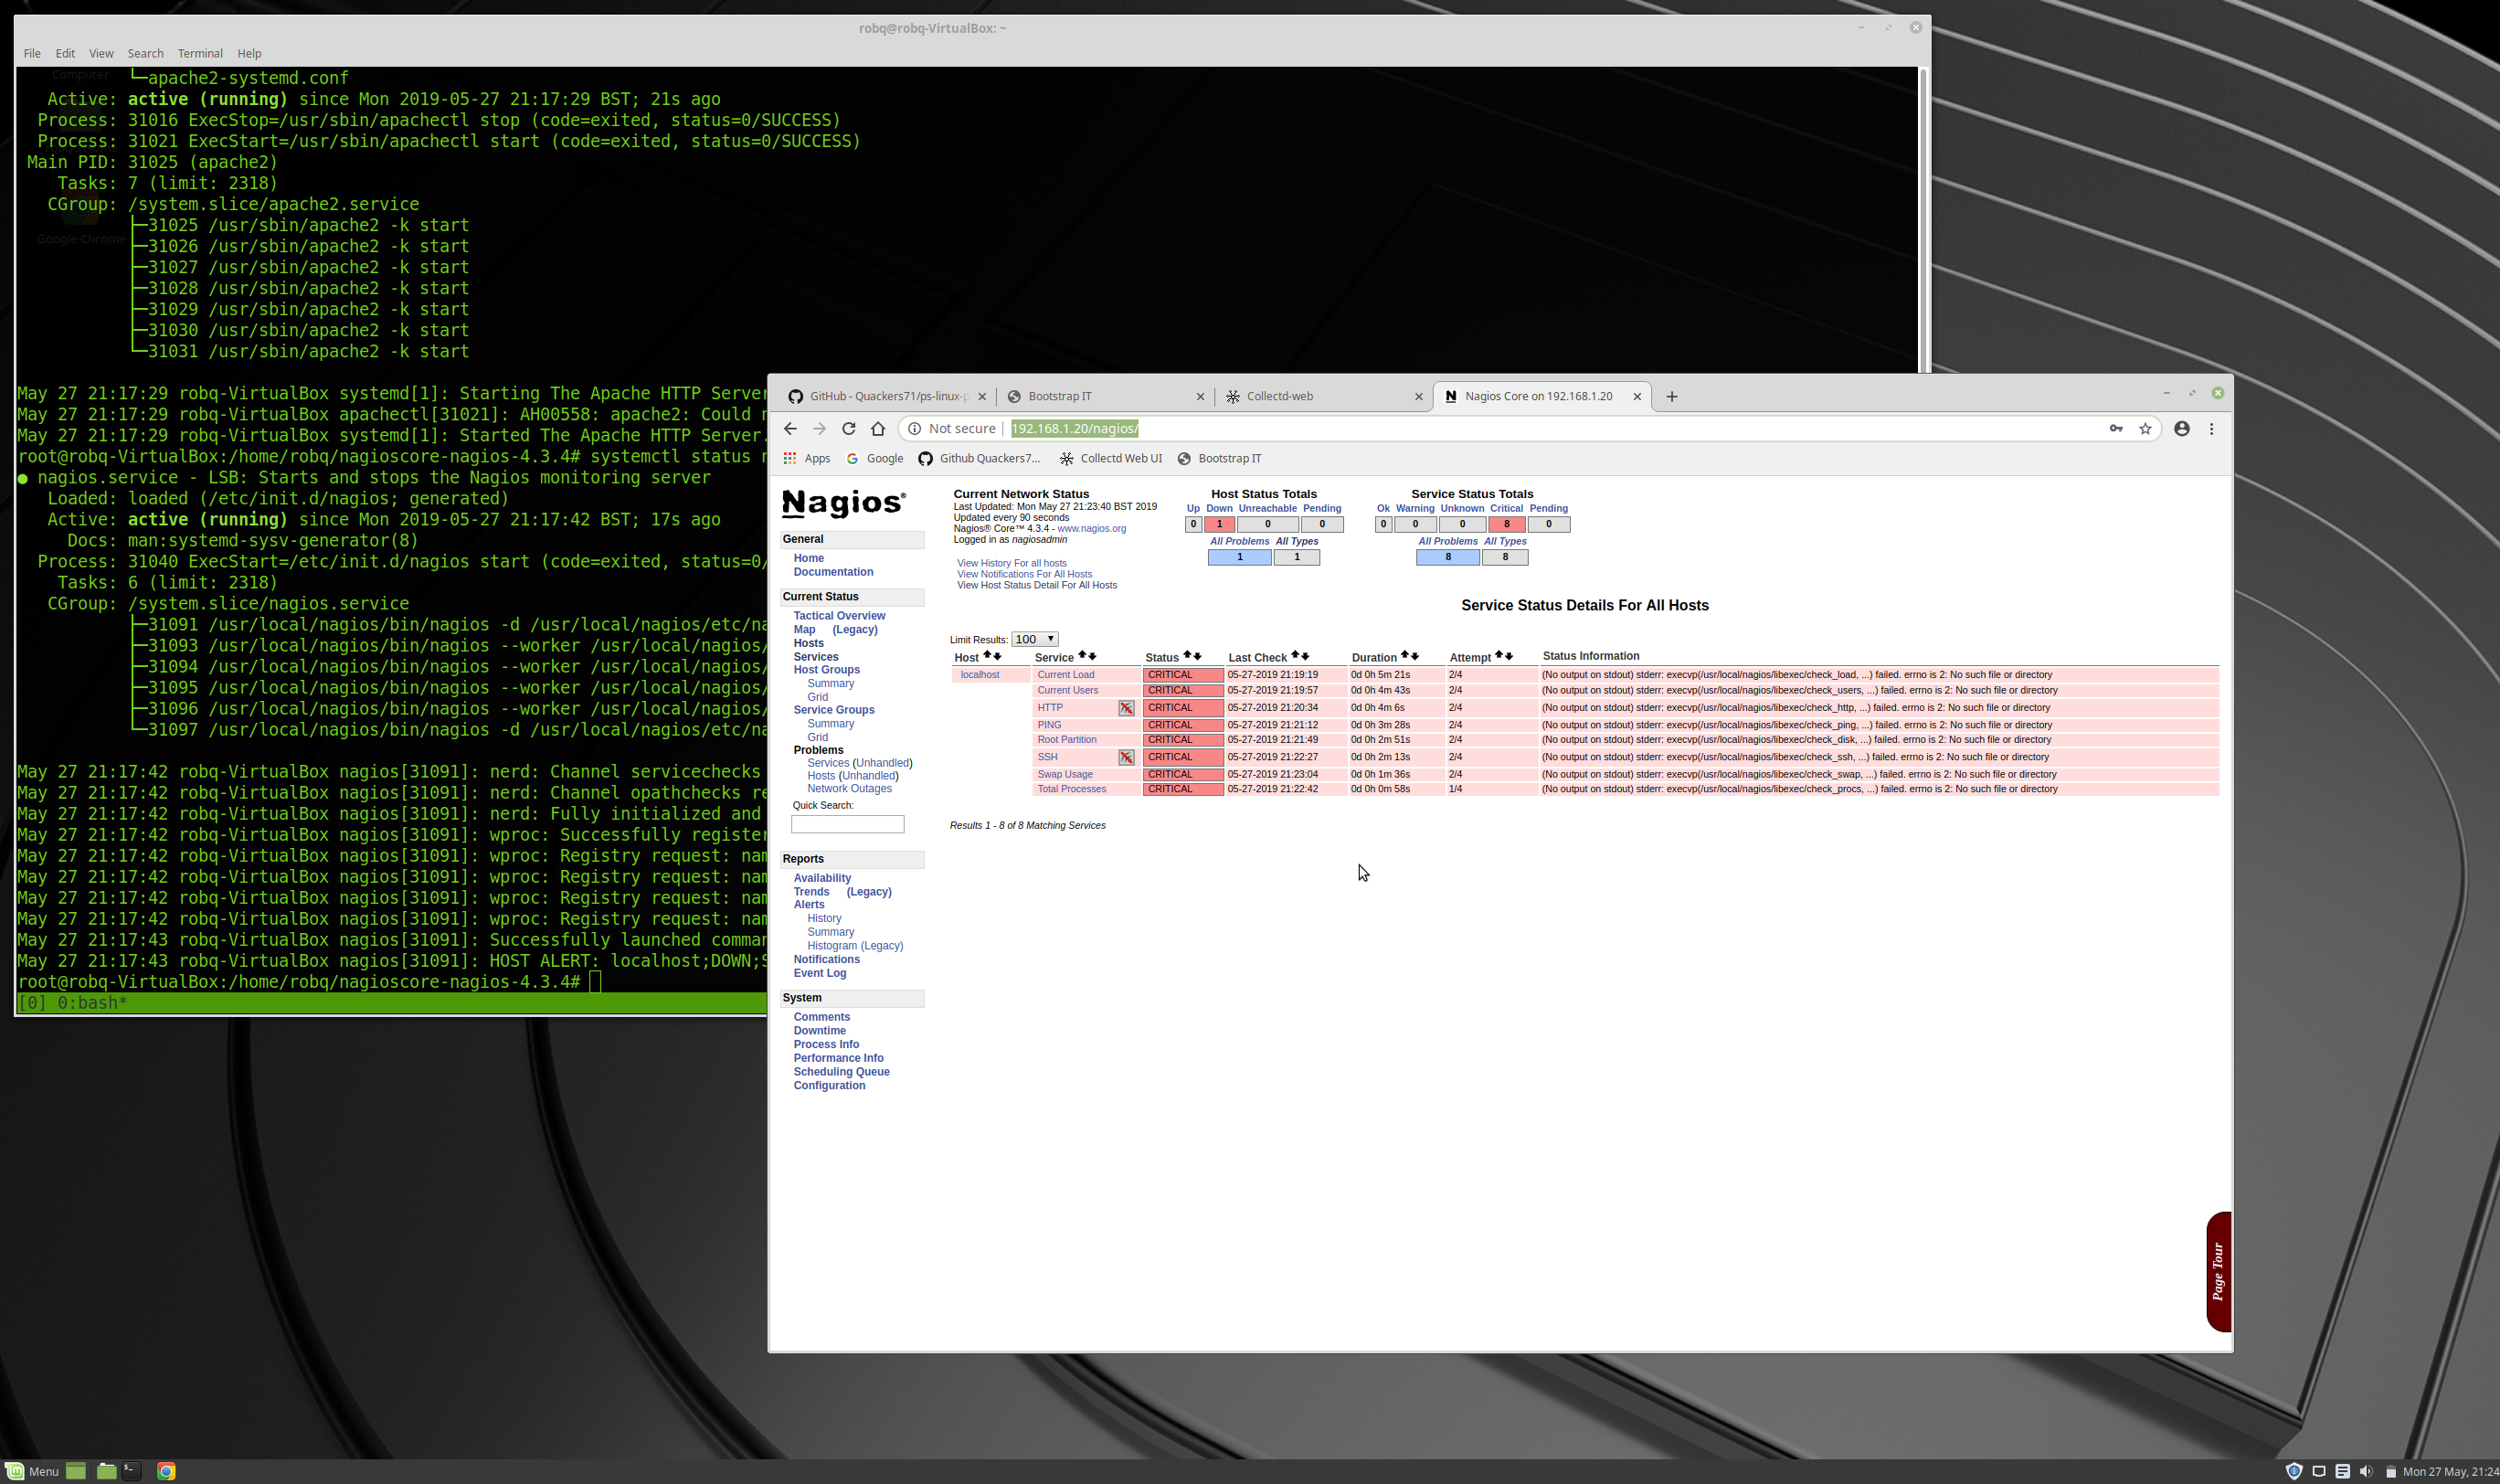 robq@robq-VirtualBox: ~
File Edit View Search Terminal Help
Computer
Google Chrome
└─apache2-systemd.conf
Active: active (running) since Mon 2019-05-27 21:17:29 BST; 21s ago
Process: 31016 ExecStop=/usr/sbin/apachectl stop (code=exited, status=0/SUCCESS)
Process: 31021 ExecStart=/usr/sbin/apachectl start (code=exited, status=0/SUCCESS)
Main PID: 31025 (apache2)
Tasks: 7 (limit: 2318)
CGroup: /system.slice/apache2.service
├─31025 /usr/sbin/apache2 -k start
├─31026 /usr/sbin/apache2 -k start
├─31027 /usr/sbin/apache2 -k start
├─31028 /usr/sbin/apache2 -k start
├─31029 /usr/sbin/apache2 -k start
├─31030 /usr/sbin/apache2 -k start
└─31031 /usr/sbin/apache2 -k start
May 27 21:17:29 robq-VirtualBox systemd[1]: Starting The Apache HTTP Server
May 27 21:17:29 robq-VirtualBox apachectl[31021]: AH00558: apache2: Could
May 27 21:17:29 robq-VirtualBox systemd[1]: Started The Apache HTTP Server.
root@robq-VirtualBox:/home/robq/nagioscore-nagios-4.3.4# systemctl status
● nagios.service - LSB: Starts and stops the Nagios monitoring server
Loaded: loaded (/etc/init.d/nagios; generated)
Active: active (running) since Mon 2019-05-27 21:17:42 BST; 17s ago
Docs: man:systemd-sysv-generator(8)
Process: 31040 ExecStart=/etc/init.d/nagios start (code=exited, status=0/
Tasks: 6 (limit: 2318)
CGroup: /system.slice/nagios.service
├─31091 /usr/local/nagios/bin/nagios -d /usr/local/nagios/etc/na
├─31093 /usr/local/nagios/bin/nagios --worker /usr/local/nagios/
├─31094 /usr/local/nagios/bin/nagios --worker /usr/local/nagios/
├─31095 /usr/local/nagios/bin/nagios --worker /usr/local/nagios/
├─31096 /usr/local/nagios/bin/nagios --worker /usr/local/nagios/
└─31097 /usr/local/nagios/bin/nagios -d /usr/local/nagios/etc/na
May 27 21:17:42 robq-VirtualBox nagios[31091]: nerd: Channel servicechecks
May 27 21:17:42 robq-VirtualBox nagios[31091]: nerd: Channel opathchecks re
May 27 21:17:42 robq-VirtualBox nagios[31091]: nerd: Fully initialized and
May 27 21:17:42 robq-VirtualBox nagios[31091]: wproc: Successfully register
May 27 21:17:42 robq-VirtualBox nagios[31091]: wproc: Registry request: nam
May 27 21:17:42 robq-VirtualBox nagios[31091]: wproc: Registry request: nam
May 27 21:17:42 robq-VirtualBox nagios[31091]: wproc: Registry request: nam
May 27 21:17:42 robq-VirtualBox nagios[31091]: wproc: Registry request: nam
May 27 21:17:43 robq-VirtualBox nagios[31091]: Successfully launched comman
May 27 21:17:43 robq-VirtualBox nagios[31091]: HOST ALERT: localhost;DOWN;S
root@robq-VirtualBox:/home/robq/nagioscore-nagios-4.3.4#
[0] 0:bash*
GitHub - Quackers71/ps-linux-p
Bootstrap IT
Collectd-web
Nagios Core on 192.168.1.20
Not secure | 192.168.1.20/nagios/
Apps Google Github Quackers7... Collectd Web UI Bootstrap IT
Nagios®
General
Home
Documentation
Current Status
Tactical Overview
Map (Legacy)
Hosts
Services
Host Groups
Summary
Grid
Service Groups
Summary
Grid
Problems
Services (Unhandled)
Hosts (Unhandled)
Network Outages
Quick Search:
Reports
Availability
Trends (Legacy)
Alerts
History
Summary
Histogram (Legacy)
Notifications
Event Log
System
Comments
Downtime
Process Info
Performance Info
Scheduling Queue
Configuration
Current Network Status
Last Updated: Mon May 27 21:23:40 BST 2019
Updated every 90 seconds
Nagios® Core™ 4.3.4 - www.nagios.org
Logged in as nagiosadmin
View History For all hosts
View Notifications For All Hosts
View Host Status Detail For All Hosts
Host Status Totals
Up Down Unreachable Pending
0 1 0 0
All Problems All Types
1 1
Service Status Totals
Ok Warning Unknown Critical Pending
0 0 0 8 0
All Problems All Types
8 8
Service Status Details For All Hosts
Limit Results: 100
Host Service Status Last Check Duration Attempt Status Information
localhost Current Load CRITICAL 05-27-2019 21:19:19 0d 0h 5m 21s 2/4 (No output on stdout) stderr: execvp(/usr/local/nagios/libexec/check_load, ...) failed. errno is 2: No such file or directory
Current Users CRITICAL 05-27-2019 21:19:57 0d 0h 4m 43s 2/4 (No output on stdout) stderr: execvp(/usr/local/nagios/libexec/check_users, ...) failed. errno is 2: No such file or directory
HTTP CRITICAL 05-27-2019 21:20:34 0d 0h 4m 6s 2/4 (No output on stdout) stderr: execvp(/usr/local/nagios/libexec/check_http, ...) failed. errno is 2: No such file or directory
PING CRITICAL 05-27-2019 21:21:12 0d 0h 3m 28s 2/4 (No output on stdout) stderr: execvp(/usr/local/nagios/libexec/check_ping, ...) failed. errno is 2: No such file or directory
Root Partition CRITICAL 05-27-2019 21:21:49 0d 0h 2m 51s 2/4 (No output on stdout) stderr: execvp(/usr/local/nagios/libexec/check_disk, ...) failed. errno is 2: No such file or directory
SSH CRITICAL 05-27-2019 21:22:27 0d 0h 2m 13s 2/4 (No output on stdout) stderr: execvp(/usr/local/nagios/libexec/check_ssh, ...) failed. errno is 2: No such file or directory
Swap Usage CRITICAL 05-27-2019 21:23:04 0d 0h 1m 36s 2/4 (No output on stdout) stderr: execvp(/usr/local/nagios/libexec/check_swap, ...) failed. errno is 2: No such file or directory
Total Processes CRITICAL 05-27-2019 21:22:42 0d 0h 0m 58s 1/4 (No output on stdout) stderr: execvp(/usr/local/nagios/libexec/check_procs, ...) failed. errno is 2: No such file or directory
Results 1 - 8 of 8 Matching Services
Page Tour
Menu
Mon 27 May, 21:24